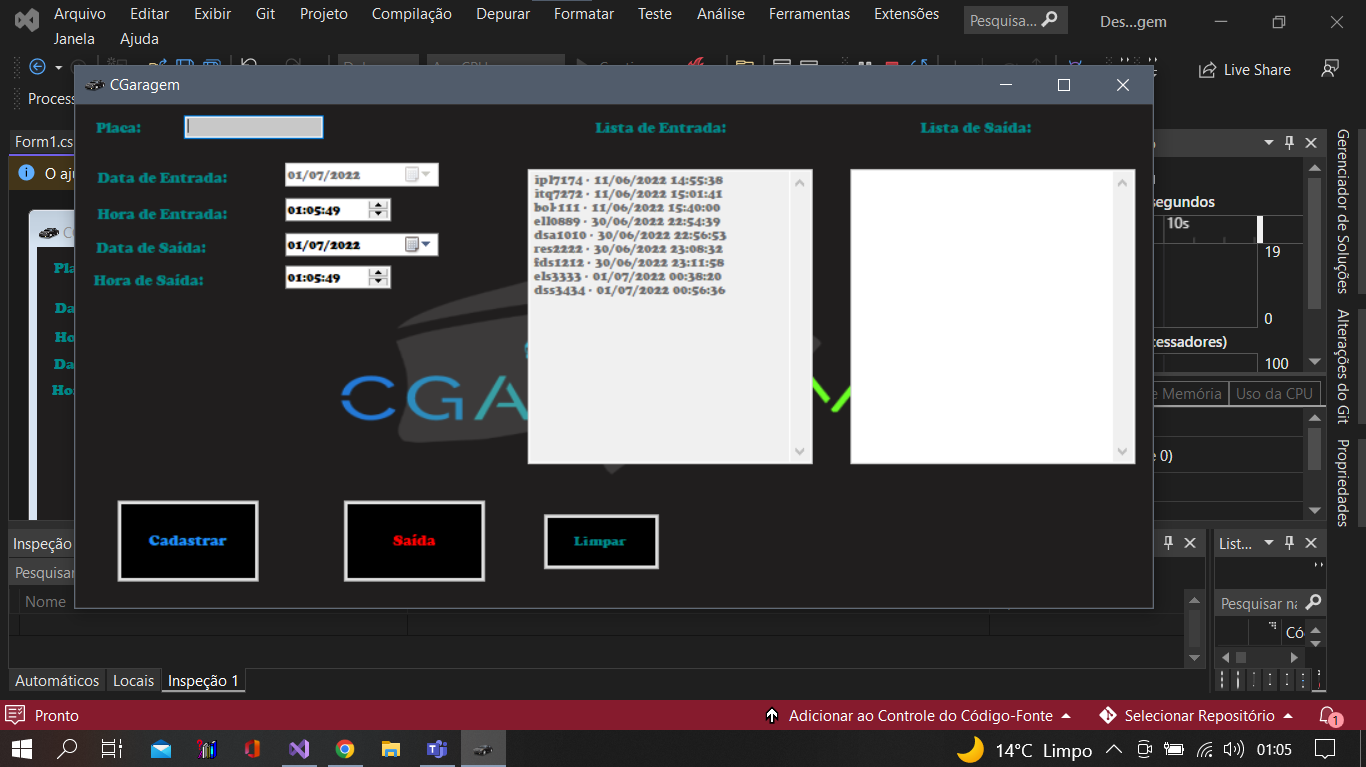 Arquivo Editar Exibir Git Projeto Compilação Depurar Formatar Teste Análise Ferramentas Extensões
Pesquisa... Des...gem
Janela Ajuda
Live Share
Process
CGaragem
Form1.cs
O aju
Placa:
Lista de Entrada:
Lista de Saída:
Data de Entrada: 01/07/2022
Hora de Entrada: 01:05:49
Data de Saída: 01/07/2022
Hora de Saída: 01:05:49
ipl7174 - 11/06/2022 14:55:38
itq7272 - 11/06/2022 15:01:41
bok111 - 11/06/2022 15:40:00
ell0889 - 30/06/2022 22:54:39
dsa1010 - 30/06/2022 22:56:53
res2222 - 30/06/2022 23:08:32
fds1212 - 30/06/2022 23:11:58
els3333 - 01/07/2022 00:38:20
dss3434 - 01/07/2022 00:56:36
CGA
Cadastrar
Saída
Limpar
segundos
10s
19
0
cessadores)
100
e Memória Uso da CPU
e 0)
Gerenciador de Soluções
Alterações do Git
Propriedades
Inspeção
Pesquisar
Nome
List...
Pesquisar na
Có
Automáticos Locais Inspeção 1
Pronto
Adicionar ao Controle do Código-Fonte
Selecionar Repositório
1
14°C Limpo
01:05